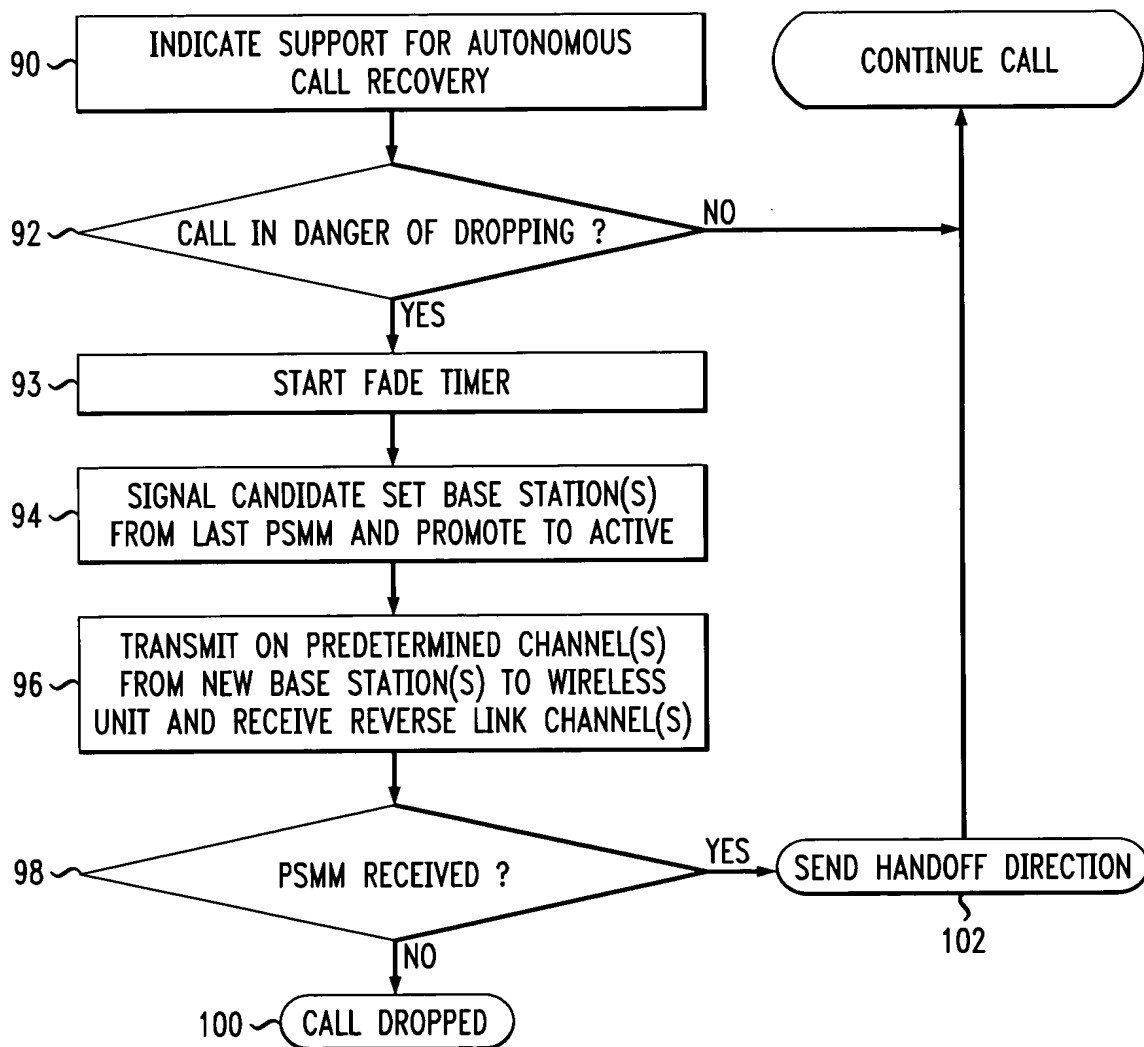 90
INDICATE SUPPORT FOR AUTONOMOUS
CALL RECOVERY
CONTINUE CALL
92
CALL IN DANGER OF DROPPING ?
NO
YES
93
START FADE TIMER
94
SIGNAL CANDIDATE SET BASE STATION(S)
FROM LAST PSMM AND PROMOTE TO ACTIVE
96
TRANSMIT ON PREDETERMINED CHANNEL(S)
FROM NEW BASE STATION(S) TO WIRELESS
UNIT AND RECEIVE REVERSE LINK CHANNEL(S)
98
PSMM RECEIVED ?
YES
SEND HANDOFF DIRECTION
102
NO
100
CALL DROPPED